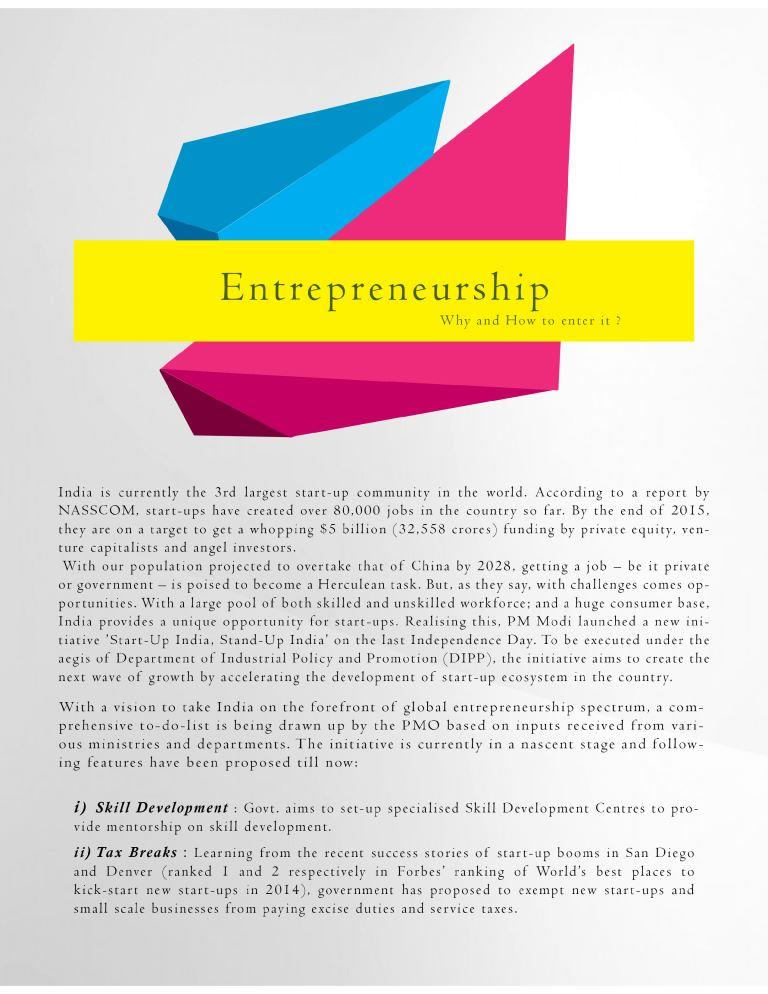 Entrepreneurship
Why and How to enter it ?
India is currently the 3rd largest start-up community in the world. According to a report by
NASSCOM, start-ups have created over 80,000 jobs in the country so far. By the end of 2015,
they are on a target to get a whopping $5 billion (32,558 crores) funding by private equity, ven-
ture capitalists and angel investors.
With our population projected to overtake that of China by 2028, getting a job – be it private
or government – is poised to become a Herculean task. But, as they say, with challenges comes op-
portunities. With a large pool of both skilled and unskilled workforce; and a huge consumer base,
India provides a unique opportunity for start-ups. Realising this, PM Modi launched a new ini-
tiative 'Start-Up India, Stand-Up India' on the last Independence Day. To be executed under the
aegis of Department of Industrial Policy and Promotion (DIPP), the initiative aims to create the
next wave of growth by accelerating the development of start-up ecosystem in the country.
With a vision to take India on the forefront of global entrepreneurship spectrum, a com-
prehensive to-do-list is being drawn up by the PMO based on inputs received from vari-
ous ministries and departments. The initiative is currently in a nascent stage and follow-
ing features have been proposed till now:
i) Skill Development : Govt. aims to set-up specialised Skill Development Centres to pro-
vide mentorship on skill development.
ii) Tax Breaks : Learning from the recent success stories of start-up booms in San Diego
and Denver (ranked 1 and 2 respectively in Forbes' ranking of World's best places to
kick-start new start-ups in 2014), government has proposed to exempt new start-ups and
small scale businesses from paying excise duties and service taxes.